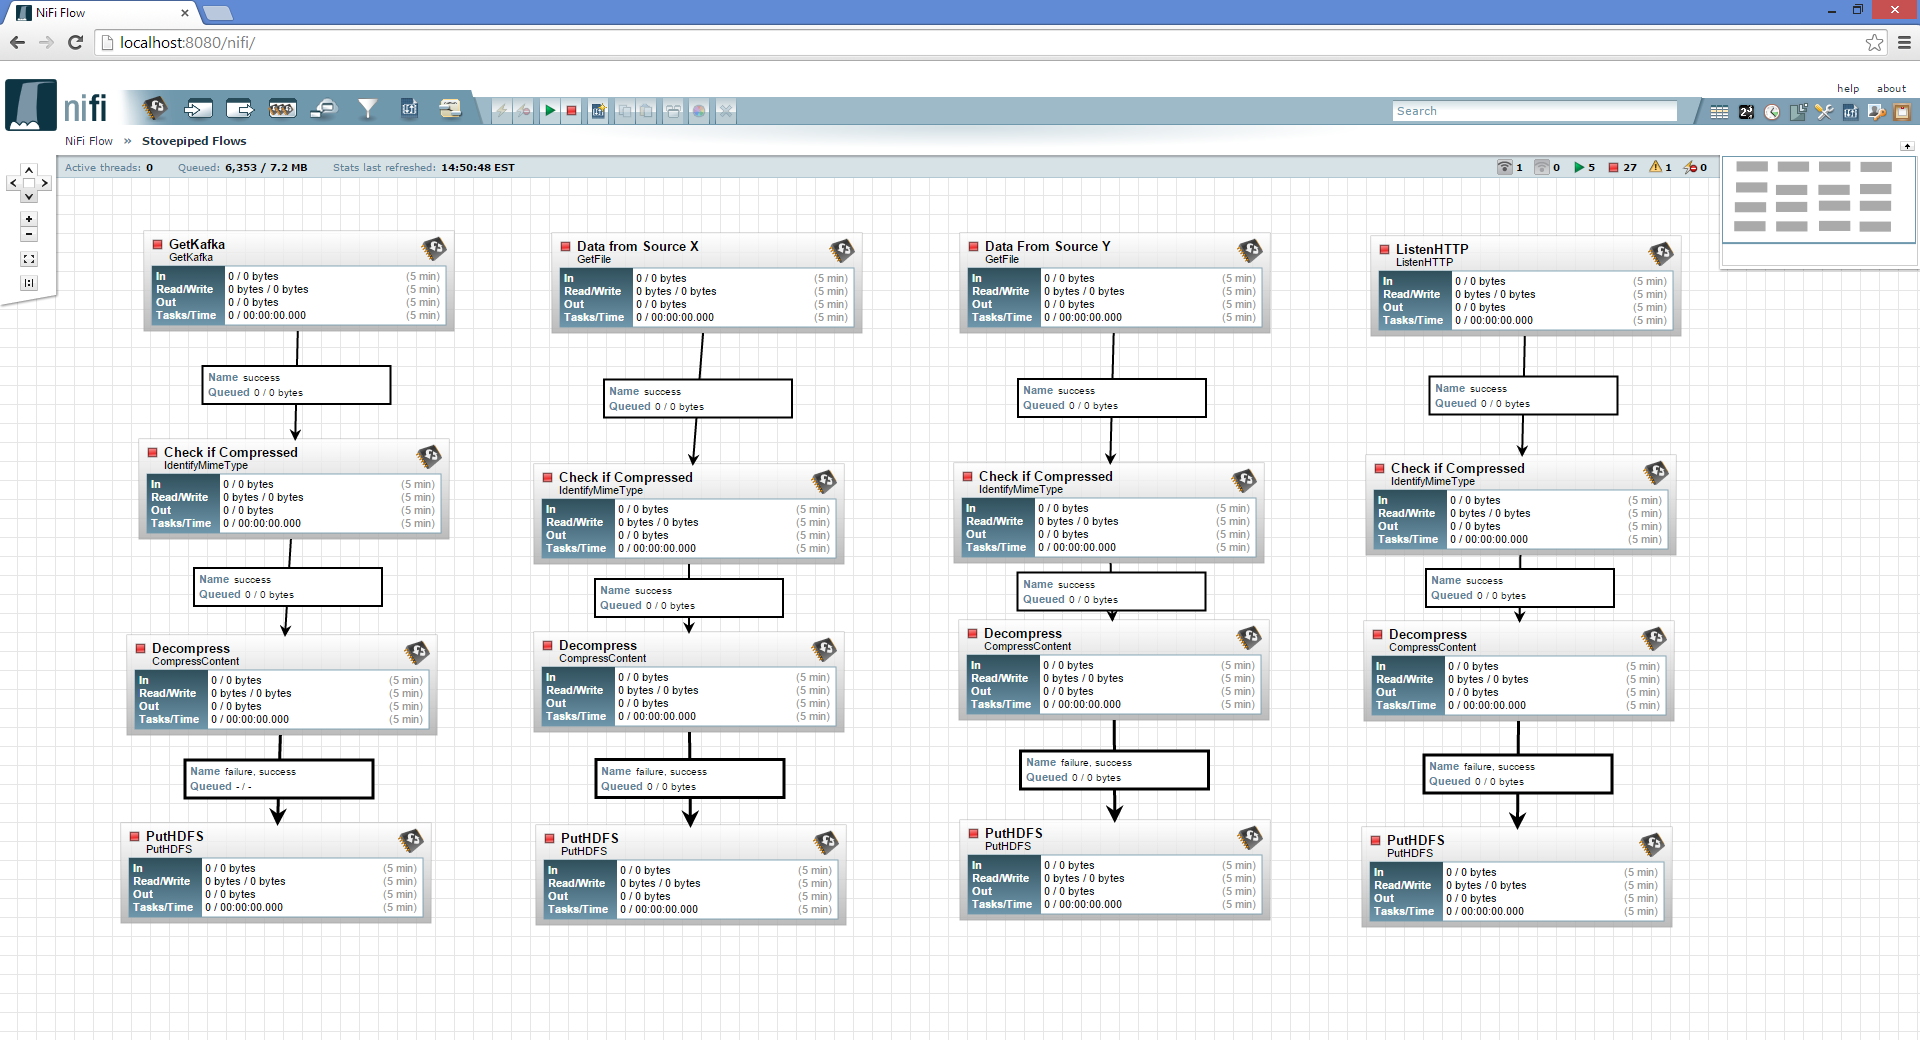 NiFi Flow
localhost:8080/nifi/
nifi
help about
Search
NiFi Flow » Stovepiped Flows
Active threads: 0 Queued: 6,353 / 7.2 MB Stats last refreshed: 14:50:48 EST
1 0 5 27 1 0
GetKafka
GetKafka
In 0 / 0 bytes (5 min)
Read/Write 0 bytes / 0 bytes (5 min)
Out 0 / 0 bytes (5 min)
Tasks/Time 0 / 00:00:00.000 (5 min)
Name success
Queued 0 / 0 bytes
Check if Compressed
IdentifyMimeType
In 0 / 0 bytes (5 min)
Read/Write 0 bytes / 0 bytes (5 min)
Out 0 / 0 bytes (5 min)
Tasks/Time 0 / 00:00:00.000 (5 min)
Name success
Queued 0 / 0 bytes
Decompress
CompressContent
In 0 / 0 bytes (5 min)
Read/Write 0 bytes / 0 bytes (5 min)
Out 0 / 0 bytes (5 min)
Tasks/Time 0 / 00:00:00.000 (5 min)
Name failure, success
Queued - / -
PutHDFS
PutHDFS
In 0 / 0 bytes (5 min)
Read/Write 0 bytes / 0 bytes (5 min)
Out 0 / 0 bytes (5 min)
Tasks/Time 0 / 00:00:00.000 (5 min)
Data from Source X
GetFile
In 0 / 0 bytes (5 min)
Read/Write 0 bytes / 0 bytes (5 min)
Out 0 / 0 bytes (5 min)
Tasks/Time 0 / 00:00:00.000 (5 min)
Name success
Queued 0 / 0 bytes
Check if Compressed
IdentifyMimeType
In 0 / 0 bytes (5 min)
Read/Write 0 bytes / 0 bytes (5 min)
Out 0 / 0 bytes (5 min)
Tasks/Time 0 / 00:00:00.000 (5 min)
Name success
Queued 0 / 0 bytes
Decompress
CompressContent
In 0 / 0 bytes (5 min)
Read/Write 0 bytes / 0 bytes (5 min)
Out 0 / 0 bytes (5 min)
Tasks/Time 0 / 00:00:00.000 (5 min)
Name failure, success
Queued 0 / 0 bytes
PutHDFS
PutHDFS
In 0 / 0 bytes (5 min)
Read/Write 0 bytes / 0 bytes (5 min)
Out 0 / 0 bytes (5 min)
Tasks/Time 0 / 00:00:00.000 (5 min)
Data From Source Y
GetFile
In 0 / 0 bytes (5 min)
Read/Write 0 bytes / 0 bytes (5 min)
Out 0 / 0 bytes (5 min)
Tasks/Time 0 / 00:00:00.000 (5 min)
Name success
Queued 0 / 0 bytes
Check if Compressed
IdentifyMimeType
In 0 / 0 bytes (5 min)
Read/Write 0 bytes / 0 bytes (5 min)
Out 0 / 0 bytes (5 min)
Tasks/Time 0 / 00:00:00.000 (5 min)
Name success
Queued 0 / 0 bytes
Decompress
CompressContent
In 0 / 0 bytes (5 min)
Read/Write 0 bytes / 0 bytes (5 min)
Out 0 / 0 bytes (5 min)
Tasks/Time 0 / 00:00:00.000 (5 min)
Name failure, success
Queued 0 / 0 bytes
PutHDFS
PutHDFS
In 0 / 0 bytes (5 min)
Read/Write 0 bytes / 0 bytes (5 min)
Out 0 / 0 bytes (5 min)
Tasks/Time 0 / 00:00:00.000 (5 min)
ListenHTTP
ListenHTTP
In 0 / 0 bytes (5 min)
Read/Write 0 bytes / 0 bytes (5 min)
Out 0 / 0 bytes (5 min)
Tasks/Time 0 / 00:00:00.000 (5 min)
Name success
Queued 0 / 0 bytes
Check if Compressed
IdentifyMimeType
In 0 / 0 bytes (5 min)
Read/Write 0 bytes / 0 bytes (5 min)
Out 0 / 0 bytes (5 min)
Tasks/Time 0 / 00:00:00.000 (5 min)
Name success
Queued 0 / 0 bytes
Decompress
CompressContent
In 0 / 0 bytes (5 min)
Read/Write 0 bytes / 0 bytes (5 min)
Out 0 / 0 bytes (5 min)
Tasks/Time 0 / 00:00:00.000 (5 min)
Name failure, success
Queued 0 / 0 bytes
PutHDFS
PutHDFS
In 0 / 0 bytes (5 min)
Read/Write 0 bytes / 0 bytes (5 min)
Out 0 / 0 bytes (5 min)
Tasks/Time 0 / 00:00:00.000 (5 min)